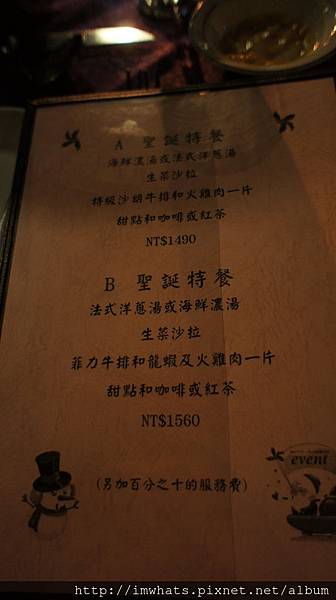 A 聖誕特餐
海鮮濃湯或法式洋蔥湯
生菜沙拉
特級沙朗牛排和火雞肉一片
甜點和咖啡或紅茶
NT$1490
B 聖誕特餐
法式洋蔥湯或海鮮濃湯
生菜沙拉
菲力牛排和龍蝦及火雞肉一片
甜點和咖啡或紅茶
NT$1560
event
(另加百分之十的服務費)
http://imwhats.pixnet.net/album